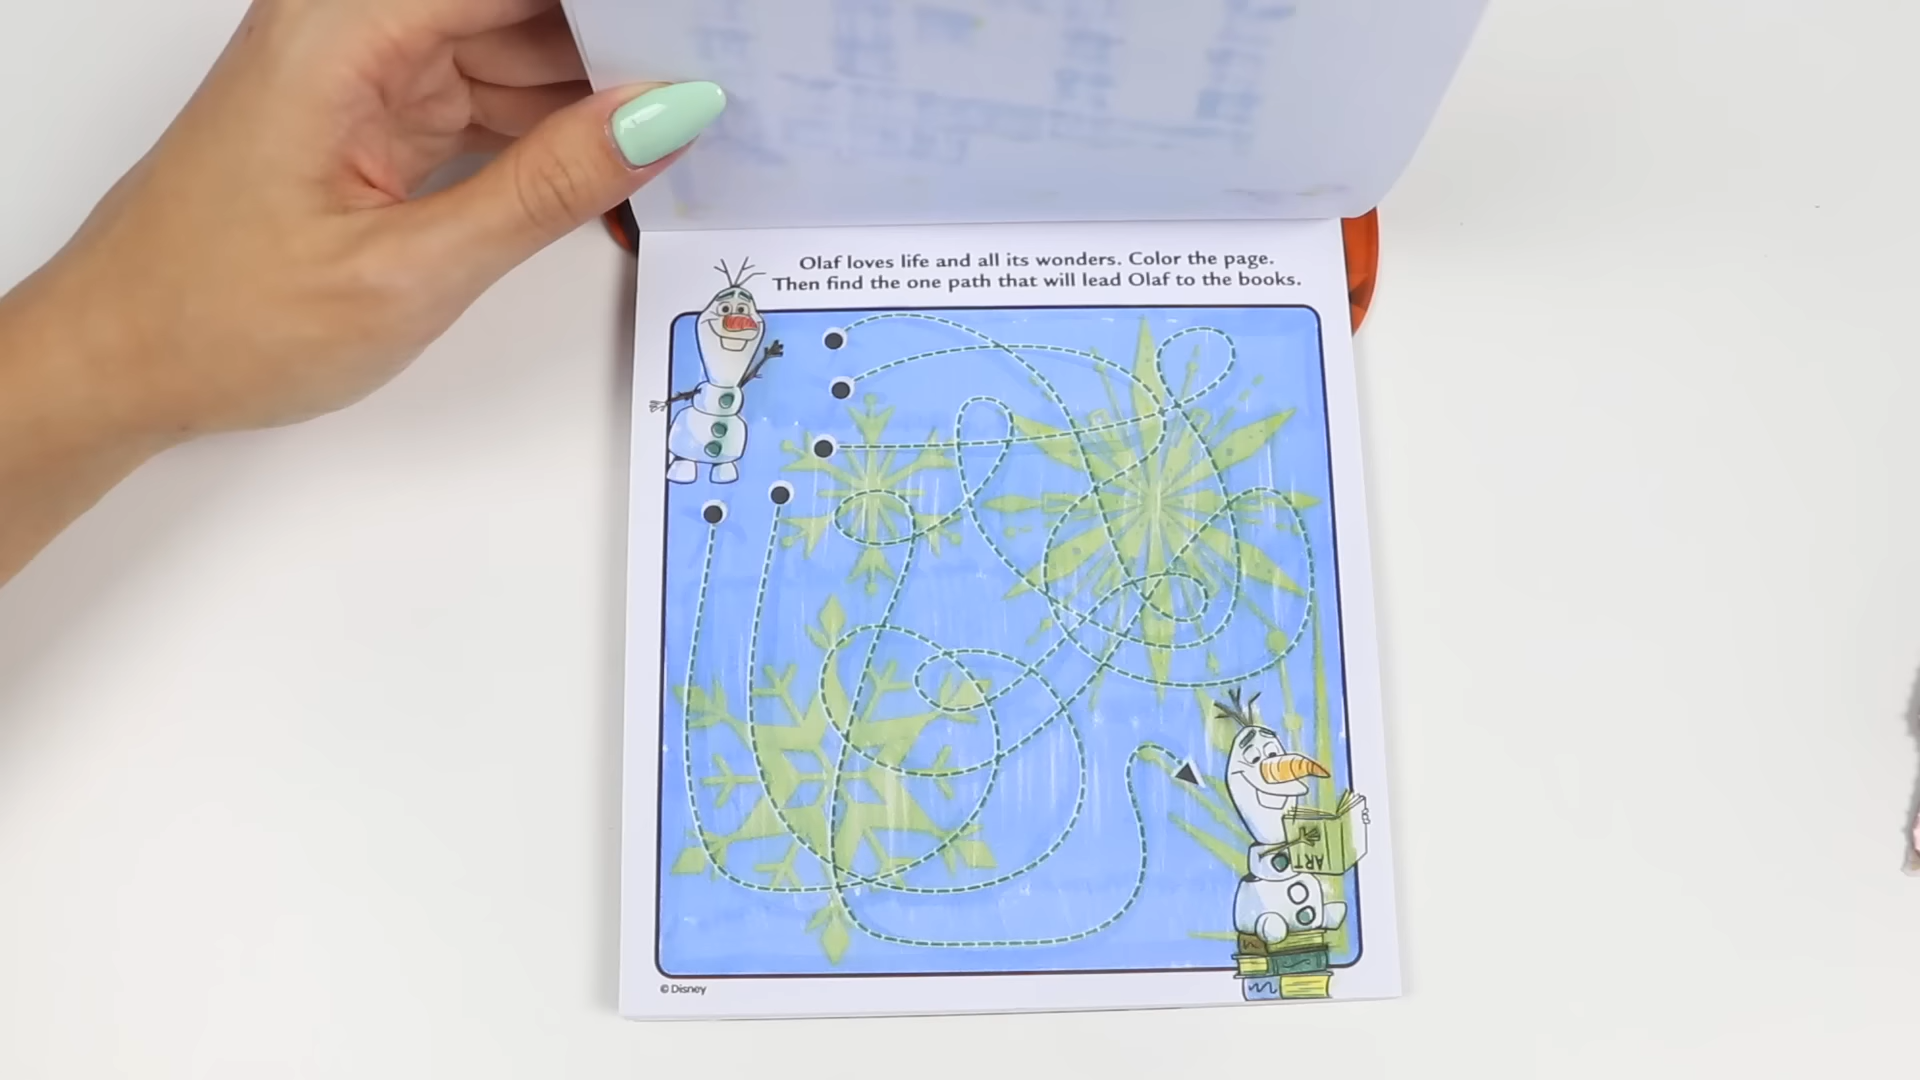 Olaf loves life and all its wonders. Color the page.
Then find the one path that will lead Olaf to the books.
ART
© Disney